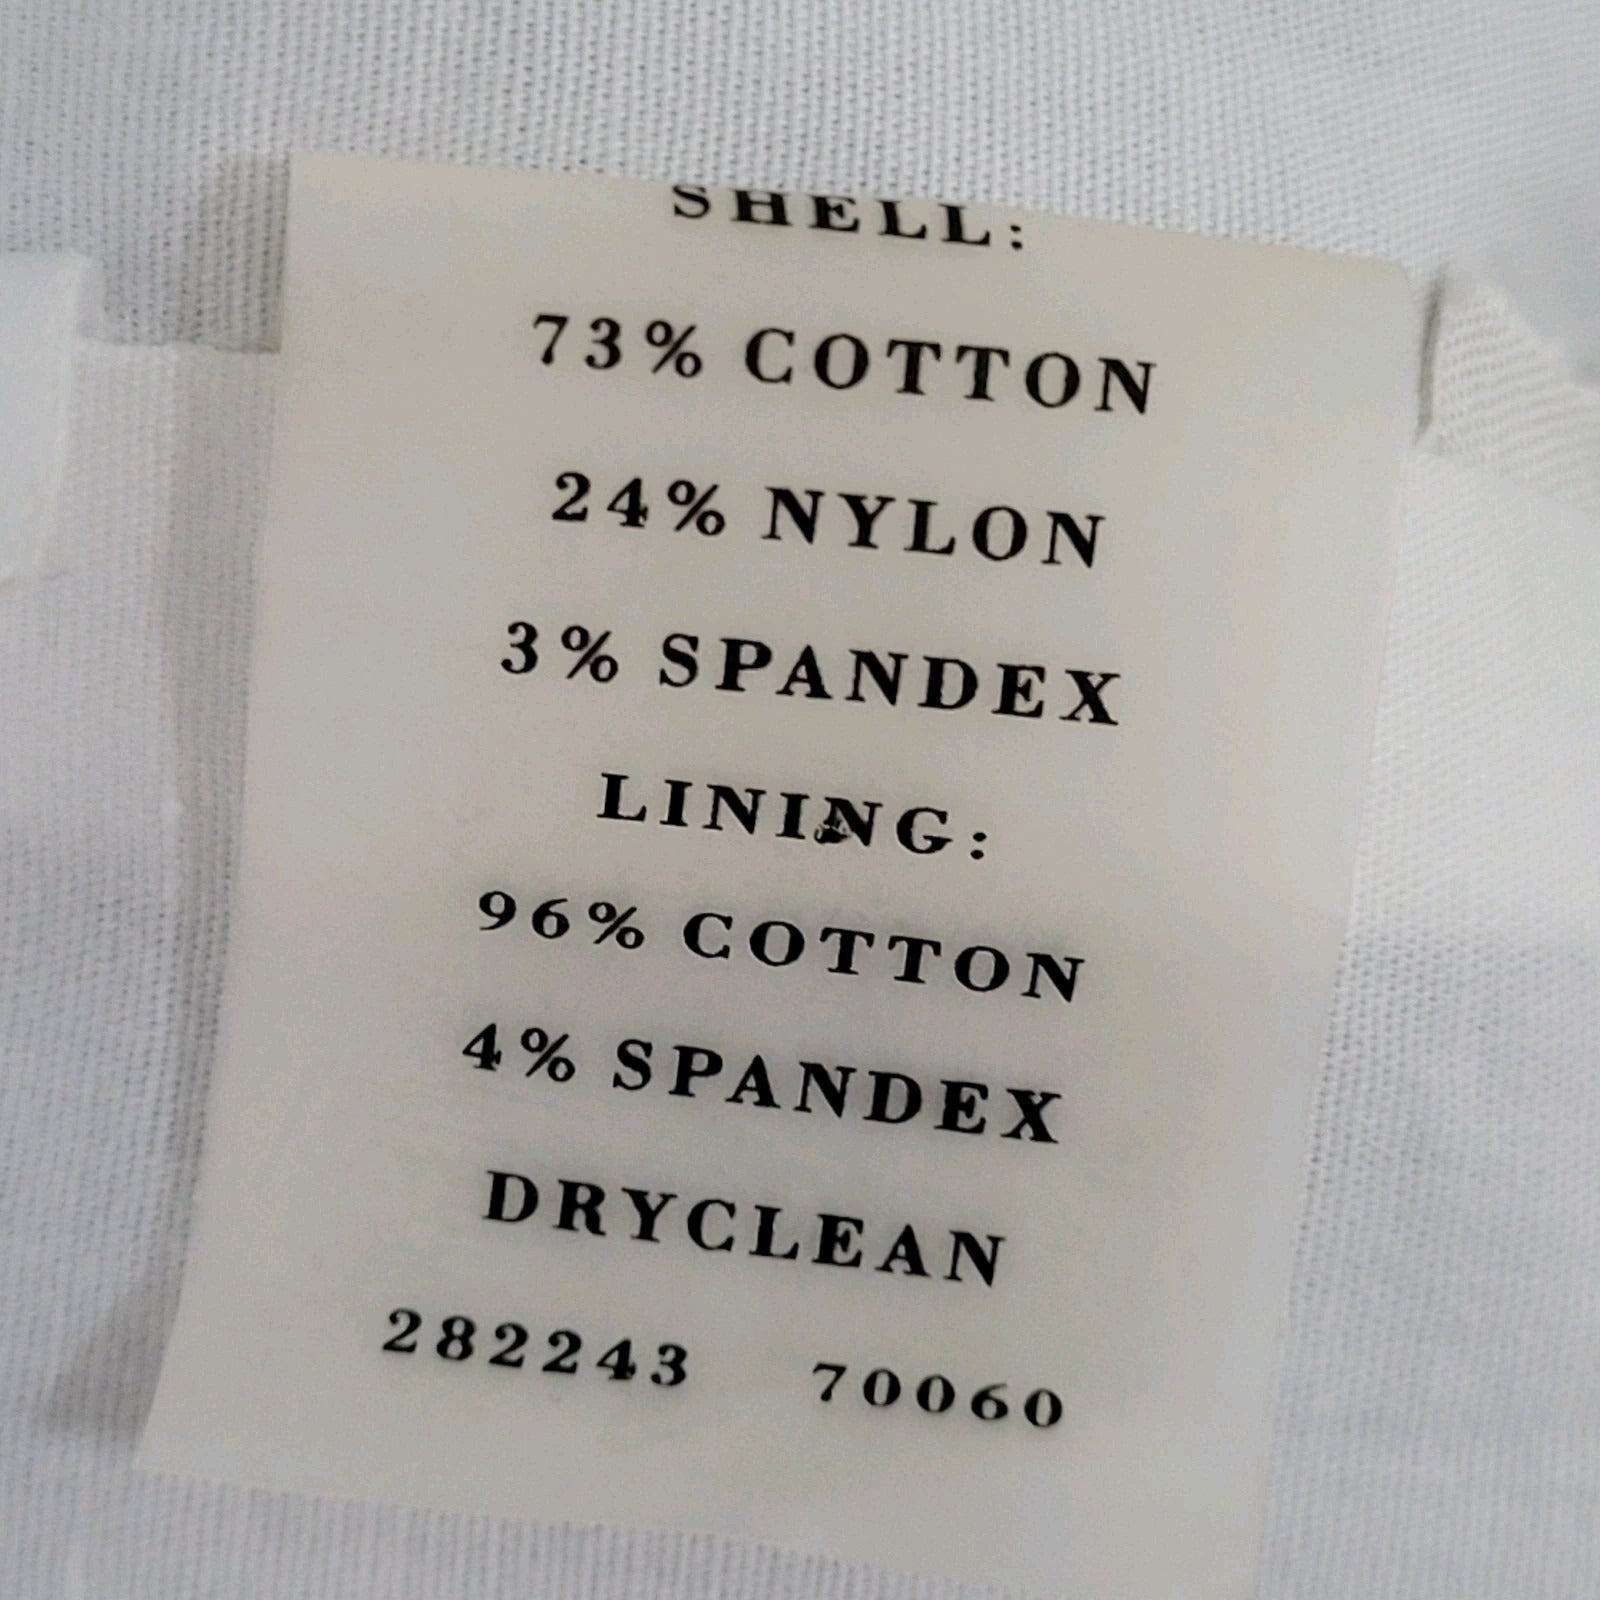 SHELL:
73% COTTON
24% NYLON
3% SPANDEX
LINING:
96% COTTON
4% SPANDEX
DRYCLEAN
282243 70060